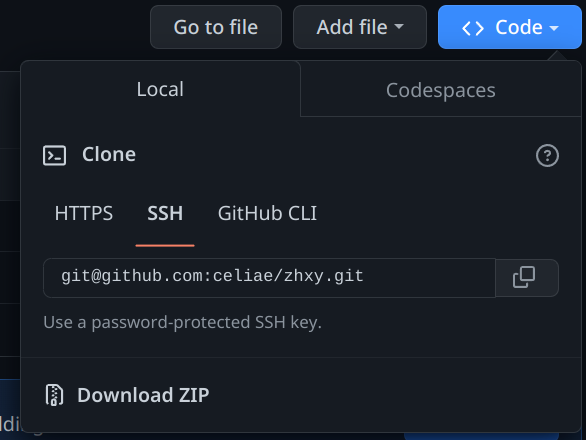 Go to file
Add file
Code
Local
Codespaces
Clone
HTTPS
SSH
GitHub CLI
git@github.com:celiae/zhxy.git
Use a password-protected SSH key.
Download ZIP